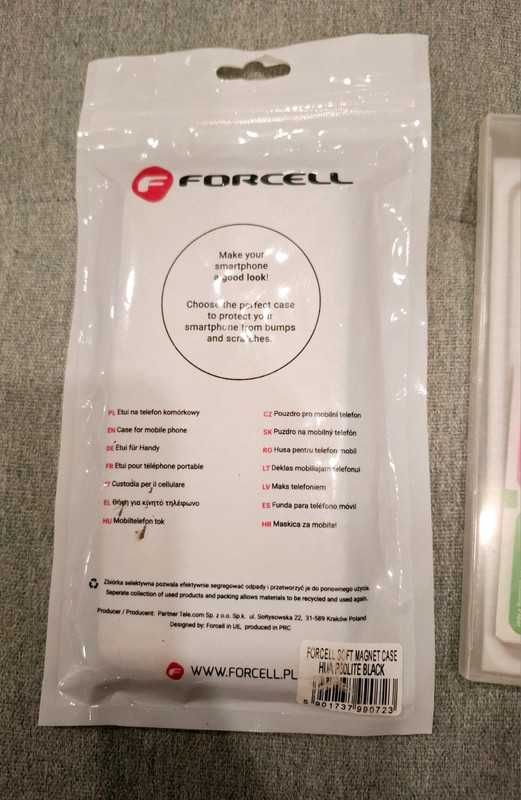 FORCELL
Make your
smartphone
a good look!
Choose the perfect case
to protect your
smartphone from bumps
and scratches.
PL Etui na telefon komórkowy
EN Case for mobile phone
DE Etui für Handy
FR Etui pour téléphone portable
IT Custodia per il cellulare
EL Θήκη για κινητό τηλέφωνο
HU Mobiltelefon tok
CZ Pouzdro pro mobilní telefon
SK Puzdro na mobilný telefón
RO Husa pentru telefon mobil
LT Deklas mobiliajam telefonui
LV Maks telefoniem
ES Funda para teléfono móvil
HR Maskica za mobitel
Zbiórka selektywna pozwala efektywnie segregować odpady i przetworzyć je do ponownego użycia.
Seperate collection of used products and packing allows materials to be recycled and used again.
Producer / Producent: Partner Tele.com Sp. z o.o. Sp.k. ul. Sołtysowska 22, 31-589 Kraków Poland
Designed by: Forcell in UE, produced in PRC
WWW.FORCELL.PL
FORCELL SOFT MAGNET CASE
LITE BLACK
5 901737 990723